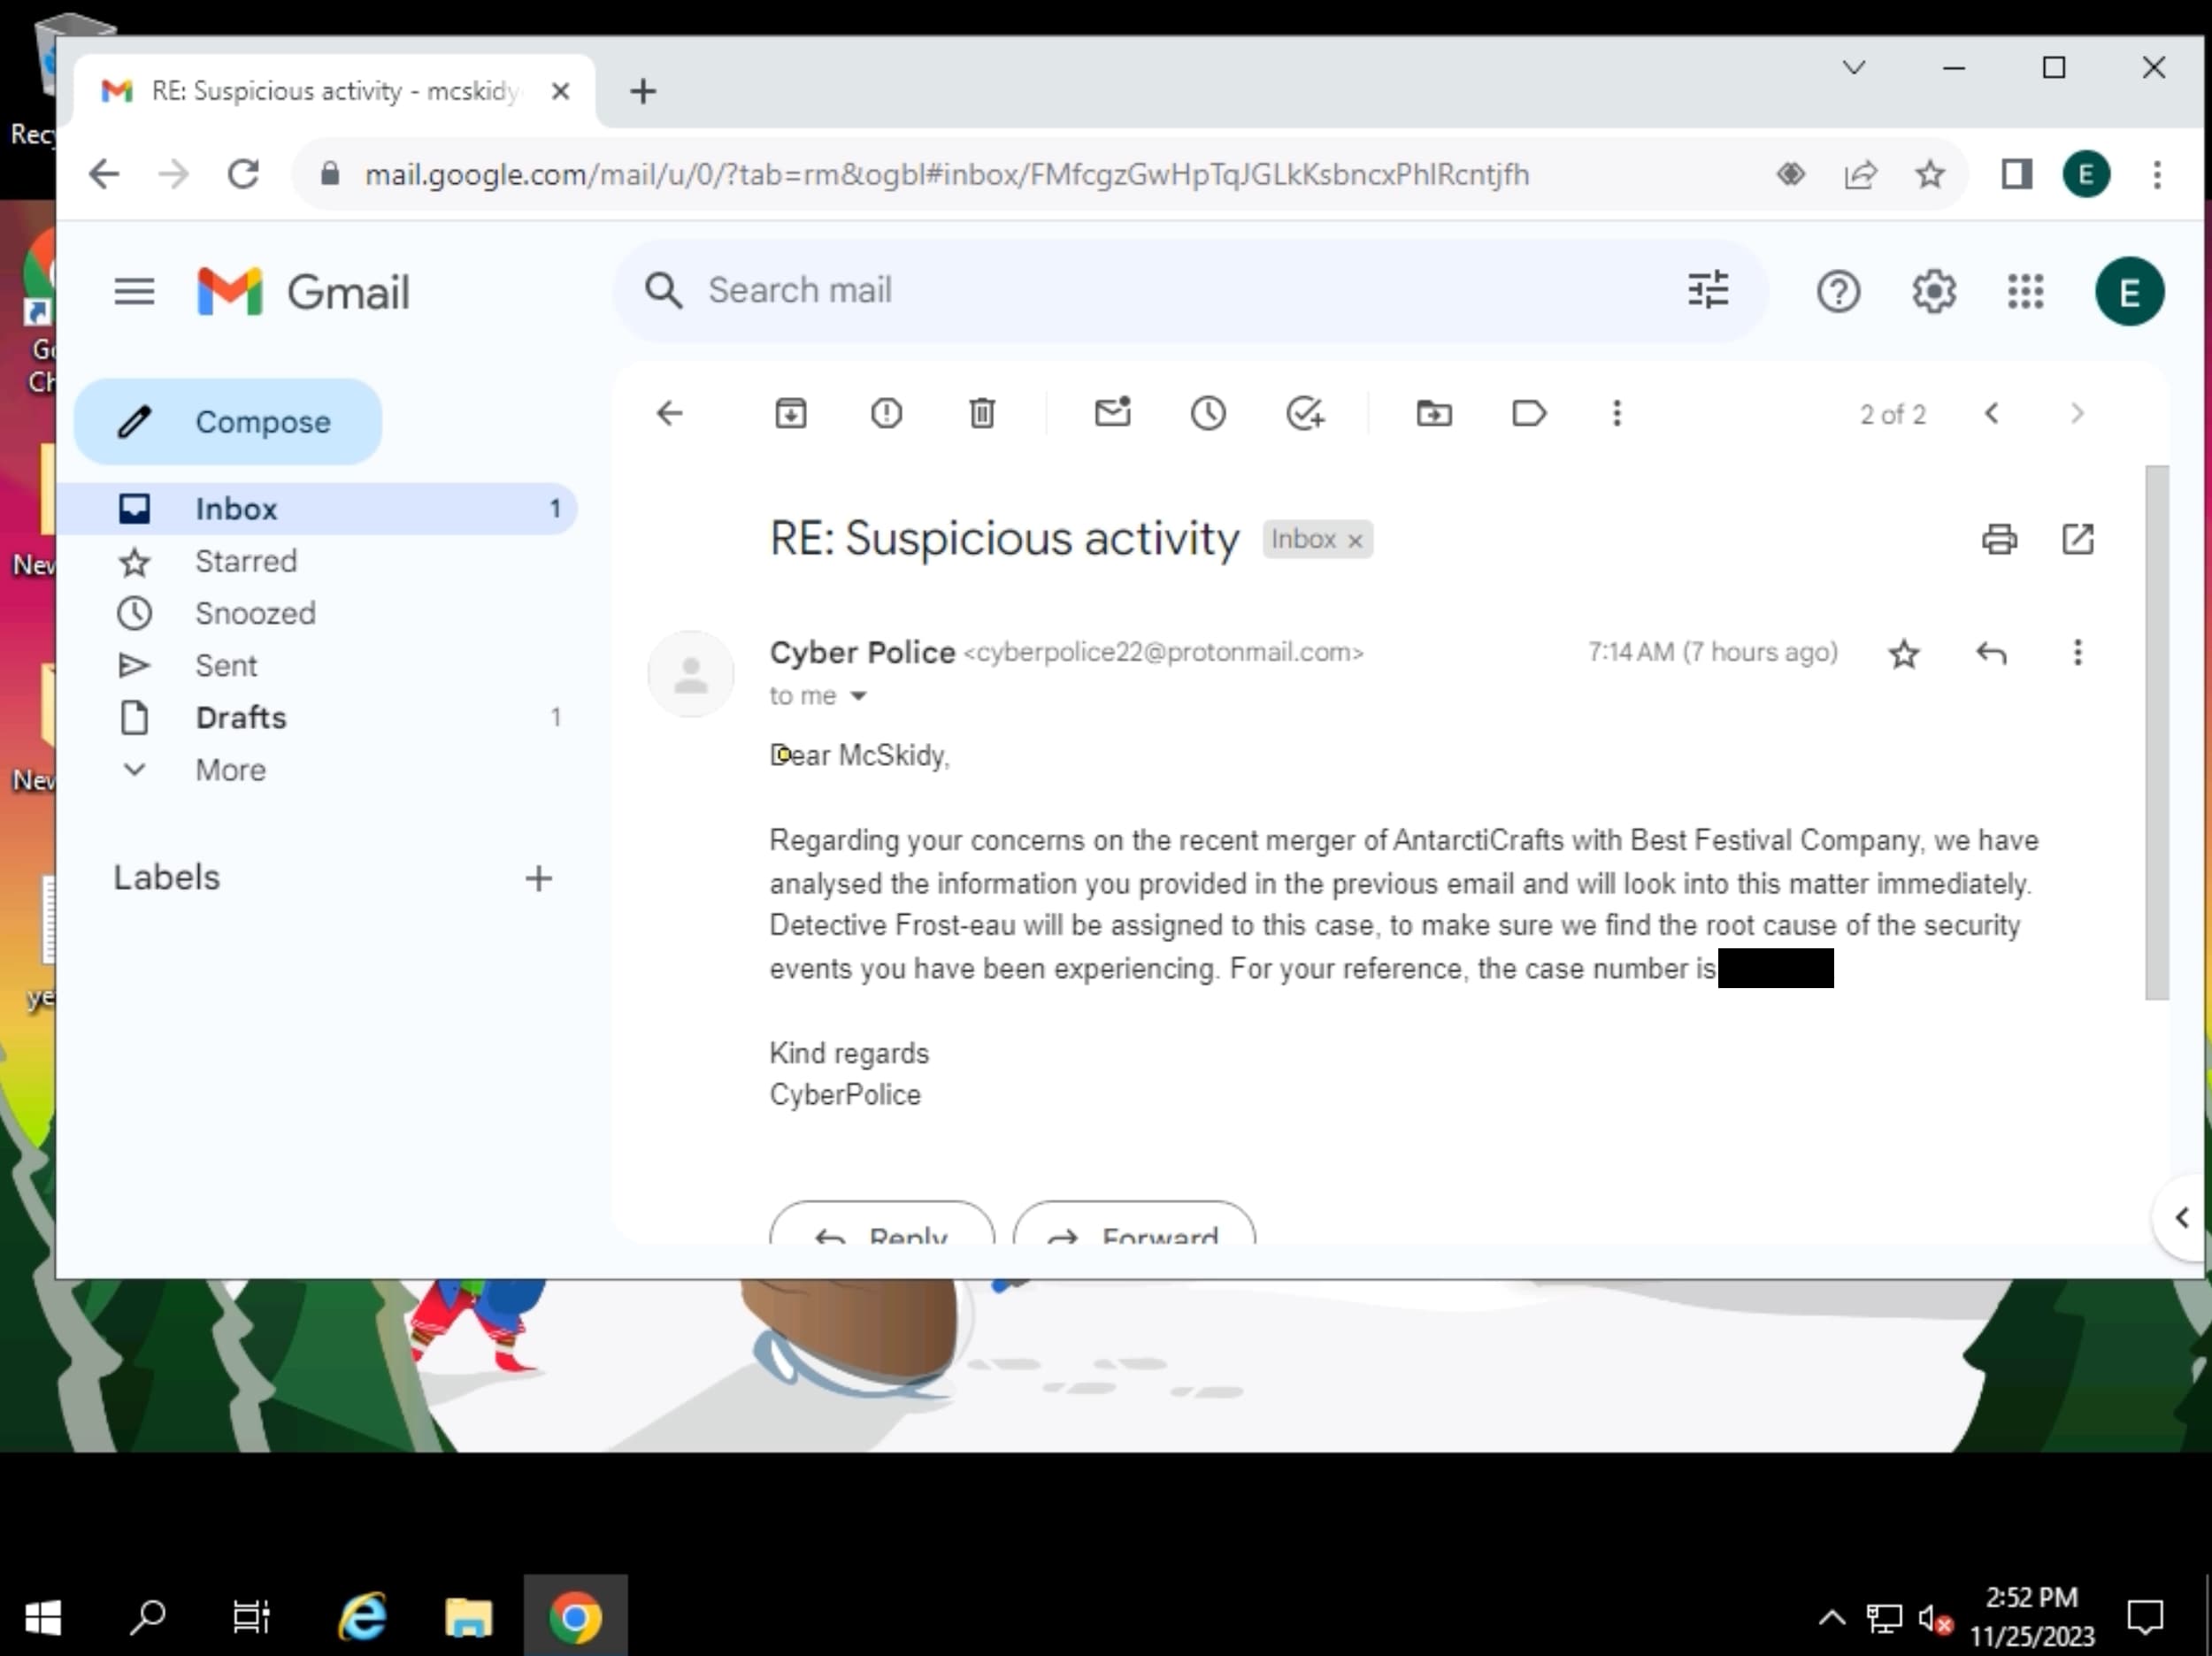 RE: Suspicious activity - mcskidy
mail.google.com/mail/u/0/?tab=rm&ogbl#inbox/FMfcgzGwHpTqJGLkKsbncxPhlRcntjfh
E
Gmail
Search mail
E
Compose
2 of 2
Inbox 1
Starred
Snoozed
Sent
Drafts 1
More
Labels
RE: Suspicious activity Inbox x
Cyber Police <cyberpolice22@protonmail.com> 7:14 AM (7 hours ago)
to me
Dear McSkidy,
Regarding your concerns on the recent merger of AntarctiCrafts with Best Festival Company, we have
analysed the information you provided in the previous email and will look into this matter immediately.
Detective Frost-eau will be assigned to this case, to make sure we find the root cause of the security
events you have been experiencing. For your reference, the case number is
Kind regards
CyberPolice
Reply Forward
Rec
Go
Ch
New
New
ye
2:52 PM
11/25/2023